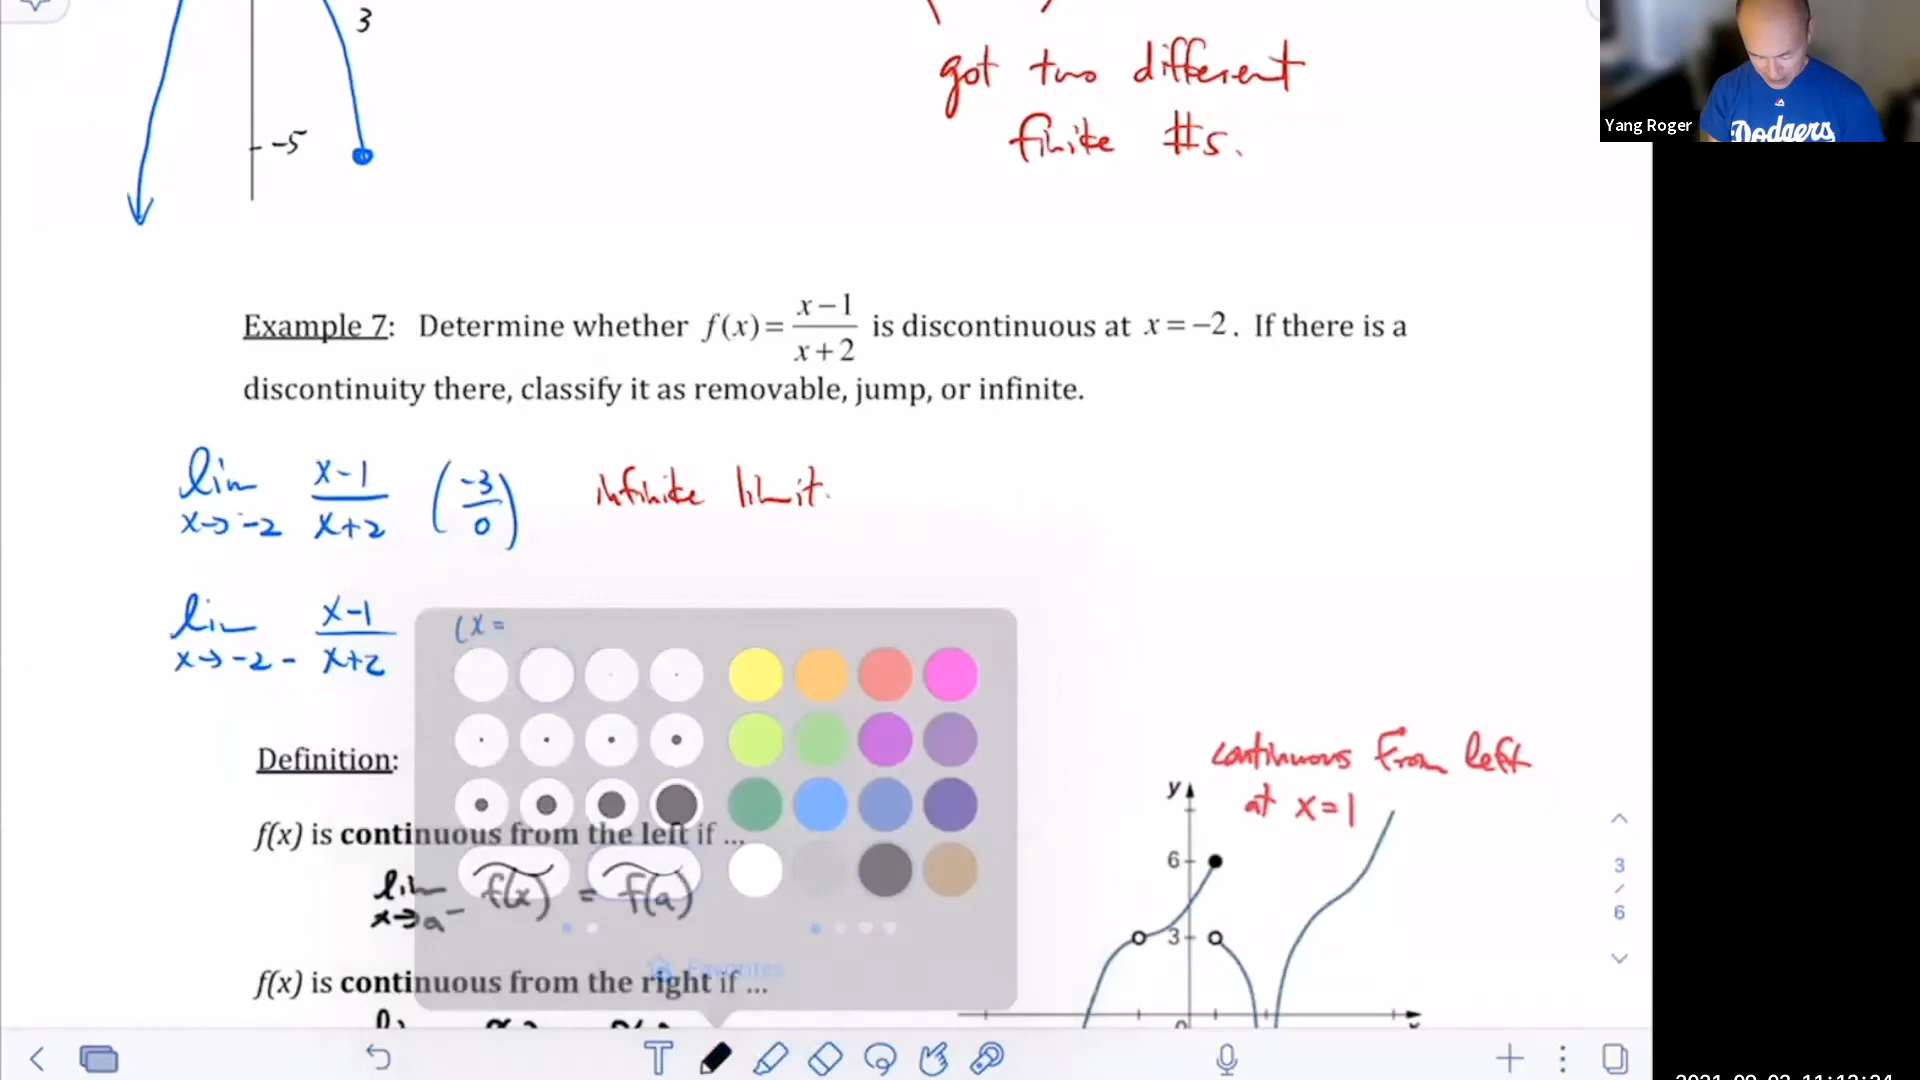 3
-5
got two different
finite #s.
Yang Roger
Dodgers
Example 7: Determine whether f(x)= x−1 / x+2 is discontinuous at x=−2. If there is a
discontinuity there, classify it as removable, jump, or infinite.
lim x→-2 x-1 / x+2 (-3/0) infinite limit.
lim x→-2- x-1 / x+2 (x=
Definition:
continuous from left
at x=1
f(x) is continuous from the left if ...
lim x→a⁻ f(x) = f(a)
f(x) is continuous from the right if ...
Favorites
y
6
3
3
6
T